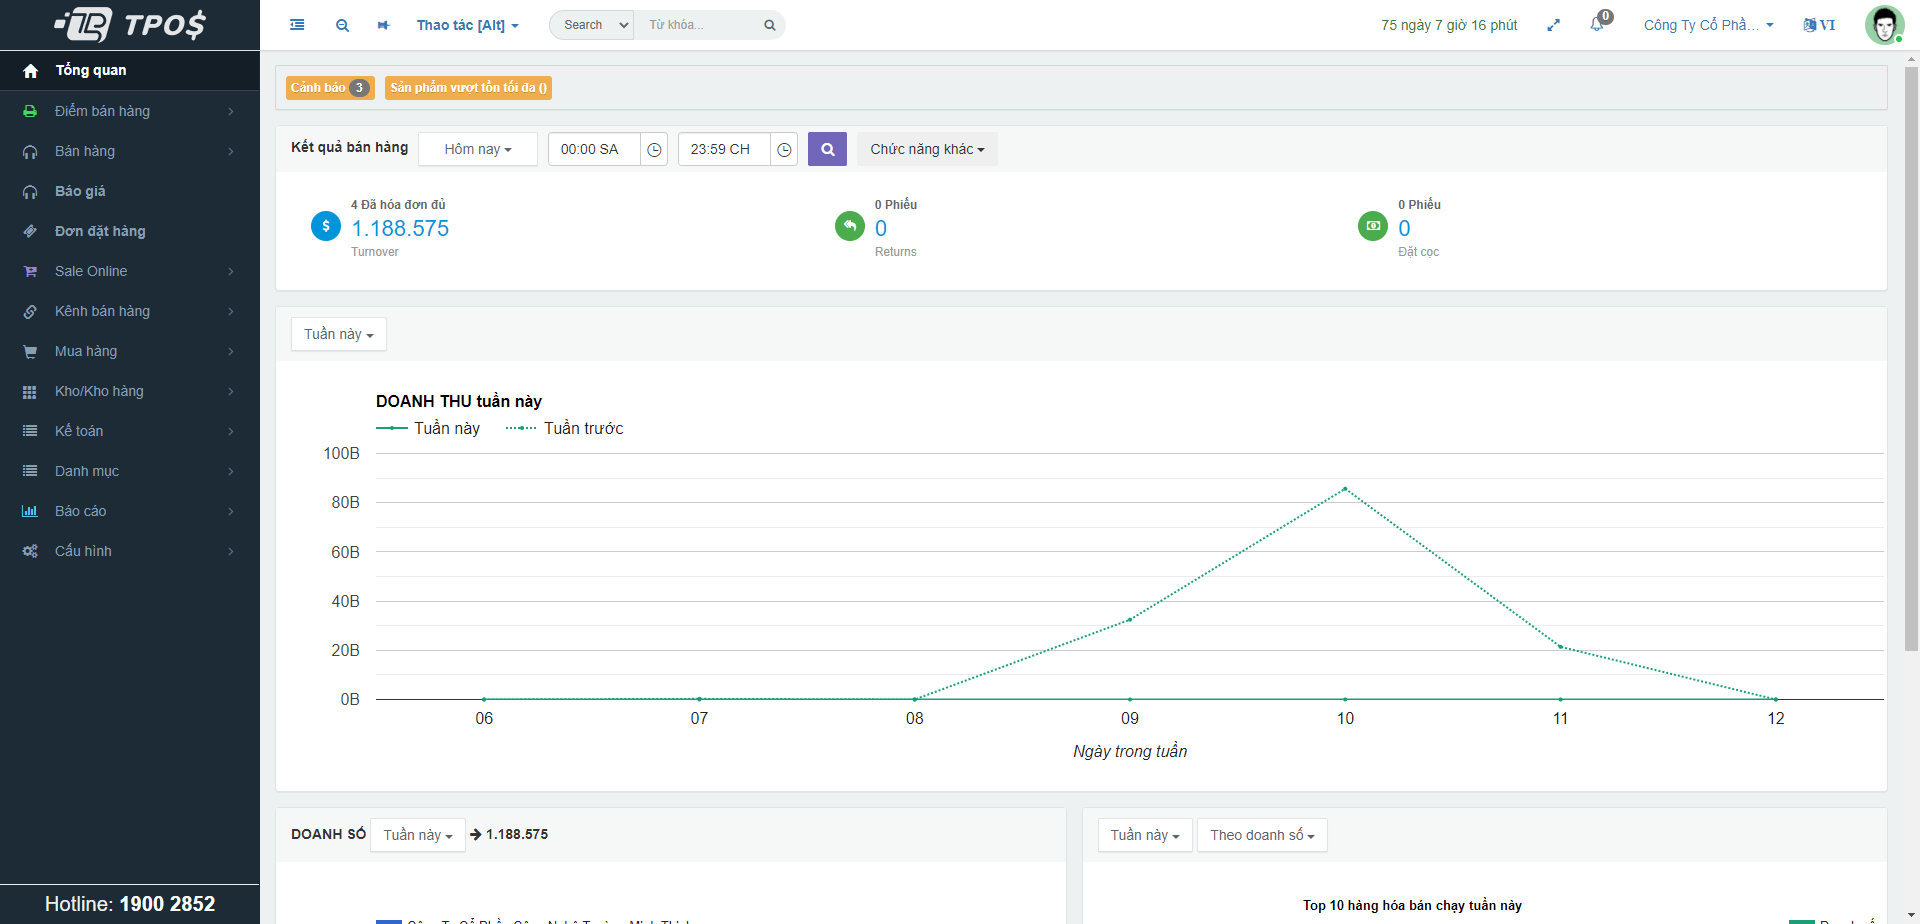 TPO$
Thao tác [Alt]
Search
Từ khóa...
75 ngày 7 giờ 16 phút
0
Công Ty Cổ Phầ...
VI
Tổng quan
Điểm bán hàng
Bán hàng
Báo giá
Đơn đặt hàng
Sale Online
Kênh bán hàng
Mua hàng
Kho/Kho hàng
Kế toán
Danh mục
Báo cáo
Cấu hình
Hotline: 1900 2852
Cảnh báo 3
Sản phẩm vượt tồn tối đa ()
Kết quả bán hàng
Hôm nay
00:00 SA
23:59 CH
Chức năng khác
4 Đã hóa đơn đủ
1.188.575
Turnover
0 Phiếu
0
Returns
0 Phiếu
0
Đặt cọc
Tuần này
DOANH THU tuần này
Tuần này
Tuần trước
100B
80B
60B
40B
20B
0B
06 07 08 09 10 11 12
Ngày trong tuần
DOANH SỐ
Tuần này
1.188.575
Tuần này
Theo doanh số
Top 10 hàng hóa bán chạy tuần này